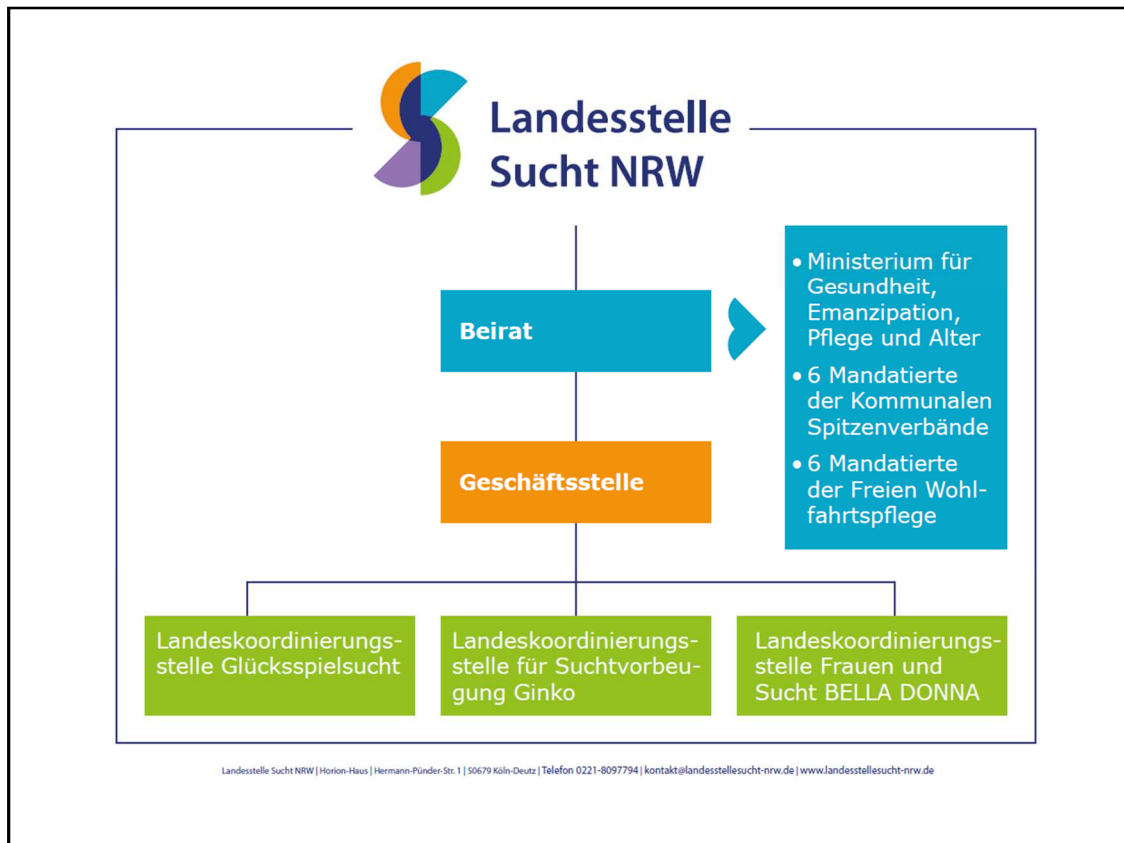 Landesstelle
Sucht NRW
Beirat
• Ministerium für
Gesundheit,
Emanzipation,
Pflege und Alter
• 6 Mandatierte
der Kommunalen
Spitzenverbände
• 6 Mandatierte
der Freien Wohl-
fahrtspflege
Geschäftsstelle
Landeskoordinierungs-
stelle Glücksspielsucht
Landeskoordinierungs-
stelle für Suchtvorbeu-
gung Ginko
Landeskoordinierungs-
stelle Frauen und
Sucht BELLA DONNA
Landesstelle Sucht NRW | Horion-Haus | Hermann-Pünder-Str. 1 | 50679 Köln-Deutz | Telefon 0221-8097794 | kontakt@landesstellesucht-nrw.de | www.landesstellesucht-nrw.de